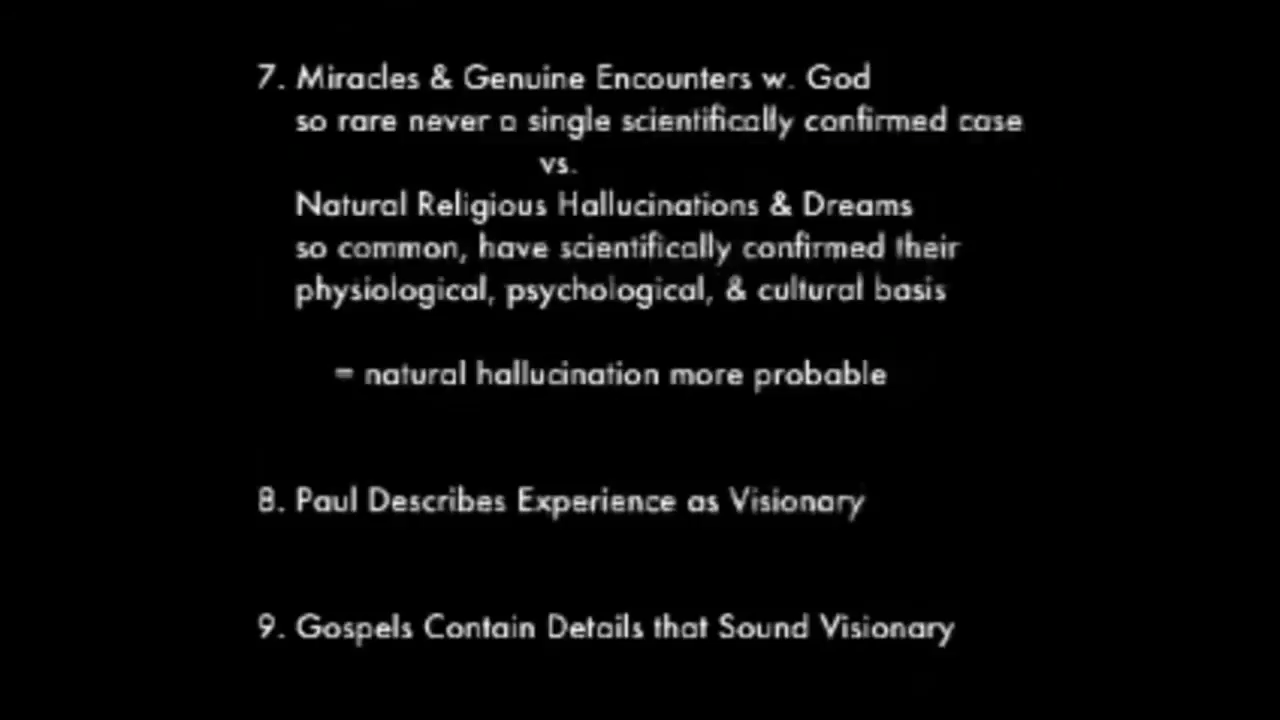 7. Miracles & Genuine Encounters w. God
so rare never a single scientifically confirmed case
vs.
Natural Religious Hallucinations & Dreams
so common, have scientifically confirmed their
physiological, psychological, & cultural basis
= natural hallucination more probable
8. Paul Describes Experience as Visionary
9. Gospels Contain Details that Sound Visionary